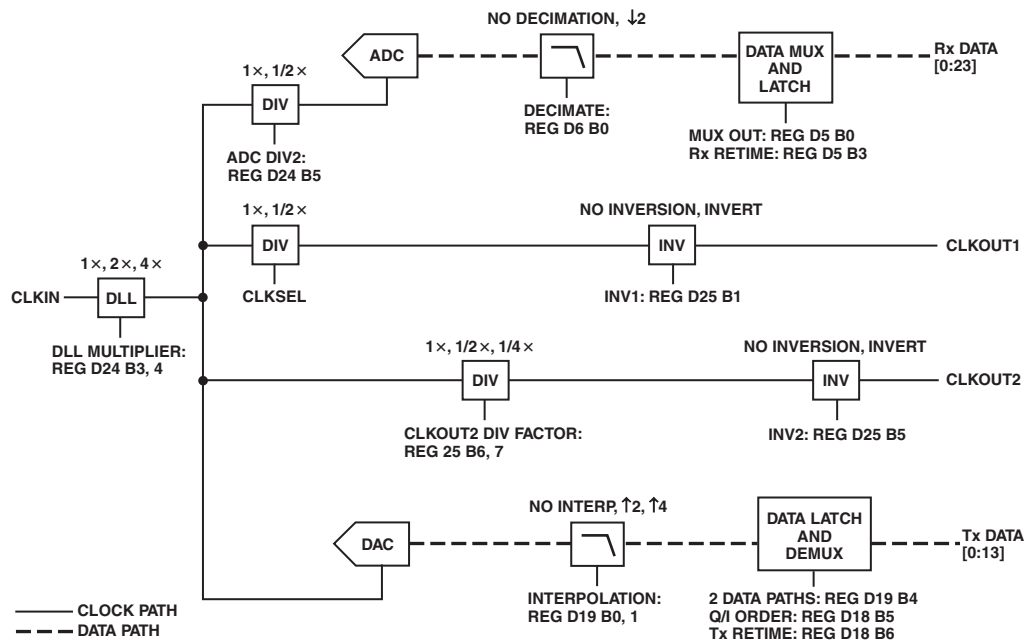 NO DECIMATION, ↓2
ADC
DATA MUX
AND
LATCH
Rx DATA
[0:23]
1×, 1/2×
DIV
DECIMATE:
REG D6 B0
MUX OUT: REG D5 B0
Rx RETIME: REG D5 B3
ADC DIV2:
REG D24 B5
1×, 1/2×
NO INVERSION, INVERT
DIV
INV
CLKOUT1
CLKSEL
INV1: REG D25 B1
1×, 2×, 4×
CLKIN
DLL
DLL MULTIPLIER:
REG D24 B3, 4
1×, 1/2×, 1/4×
NO INVERSION, INVERT
DIV
INV
CLKOUT2
CLKOUT2 DIV FACTOR:
REG 25 B6, 7
INV2: REG D25 B5
NO INTERP, ↑2, ↑4
DAC
DATA LATCH
AND
DEMUX
Tx DATA
[0:13]
INTERPOLATION:
REG D19 B0, 1
2 DATA PATHS: REG D19 B4
Q/I ORDER: REG D18 B5
Tx RETIME: REG D18 B6
CLOCK PATH
DATA PATH